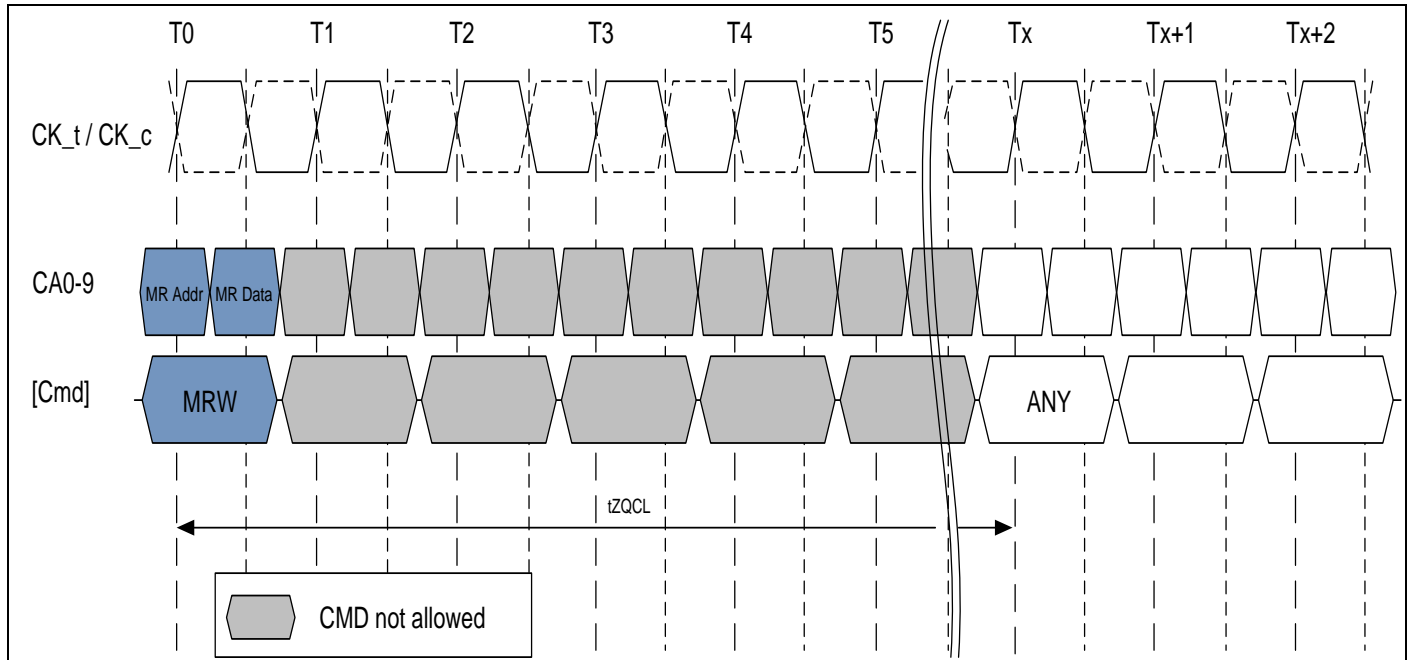 T0 T1 T2 T3 T4 T5 Tx Tx+1 Tx+2
CK_t / CK_c
CA0-9 MR Addr MR Data
[Cmd] MRW ANY
tZQCL
CMD not allowed